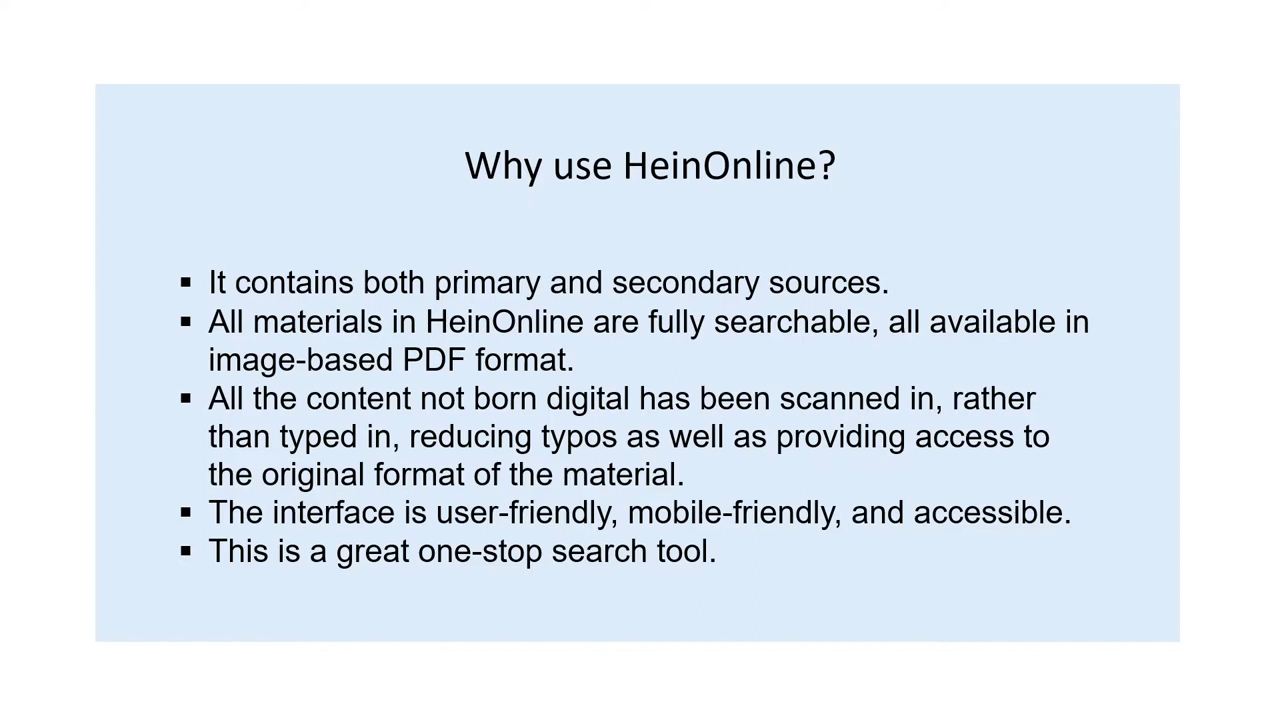 Why use HeinOnline?
▪ It contains both primary and secondary sources.
▪ All materials in HeinOnline are fully searchable, all available in
image-based PDF format.
▪ All the content not born digital has been scanned in, rather
than typed in, reducing typos as well as providing access to
the original format of the material.
▪ The interface is user-friendly, mobile-friendly, and accessible.
▪ This is a great one-stop search tool.